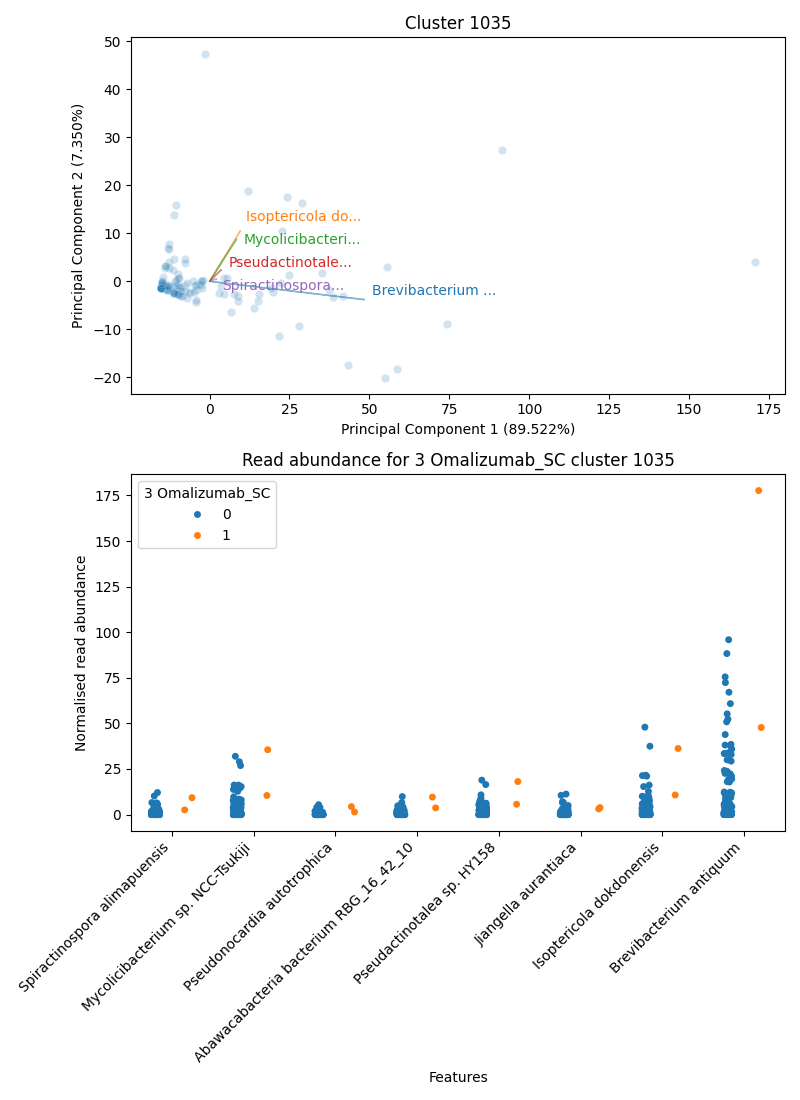 Cluster 1035
50
40
30
20
10
0
−10
−20
Principal Component 2 (7.350%)
Isoptericola do...
Mycolicibacteri...
Pseudactinotale...
Spiractinospora...
Brevibacterium ...
0 25 50 75 100 125 150 175
Principal Component 1 (89.522%)
Read abundance for 3 Omalizumab_SC cluster 1035
175
150
125
100
75
50
25
0
Normalised read abundance
3 Omalizumab_SC
0
1
Spiractinospora alimapuensis
Mycolicibacterium sp. NCC-Tsukiji
Pseudonocardia autotrophica
Abawacabacteria bacterium RBG_16_42_10
Pseudactinotalea sp. HY158
Jiangella aurantiaca
Isoptericola dokdonensis
Brevibacterium antiquum
Features